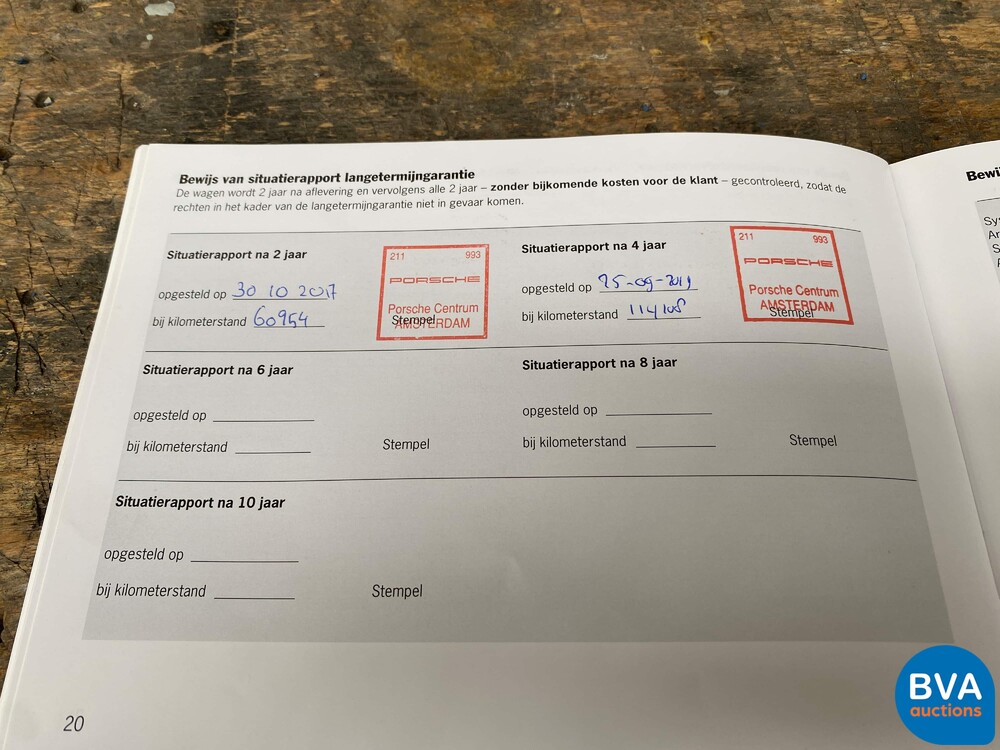 Bewijs van situatierapport langetermijngarantie
De wagen wordt 2 jaar na aflevering en vervolgens alle 2 jaar – zonder bijkomende kosten voor de klant – gecontroleerd, zodat de
rechten in het kader van de langetermijngarantie niet in gevaar komen.
Situatierapport na 2 jaar
opgesteld op 30 10 2017
bij kilometerstand 60954
211 993
PORSCHE
Porsche Centrum
AMSTERDAM
Stempel
Situatierapport na 4 jaar
opgesteld op 25-09-2019
bij kilometerstand 114108
211 993
PORSCHE
Porsche Centrum
AMSTERDAM
Stempel
Situatierapport na 6 jaar
opgesteld op
bij kilometerstand
Stempel
Situatierapport na 8 jaar
opgesteld op
bij kilometerstand
Stempel
Situatierapport na 10 jaar
opgesteld op
bij kilometerstand
Stempel
20
BVA
auctions